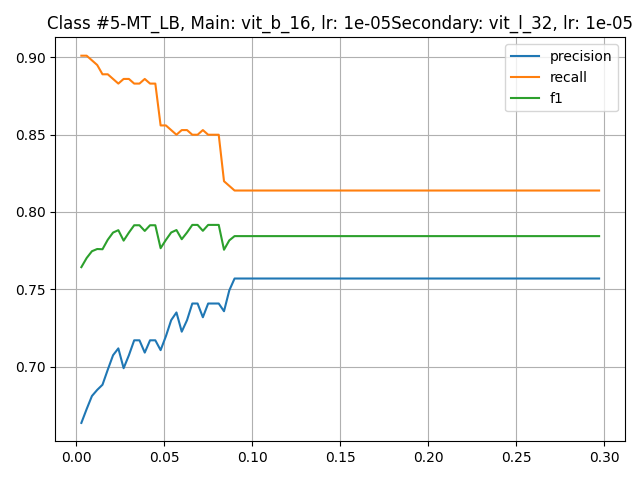 Class #5-MT_LB, Main: vit_b_16, lr: 1e-05Secondary: vit_l_32, lr: 1e-05
precision
recall
f1
0.90
0.85
0.80
0.75
0.70
0.00 0.05 0.10 0.15 0.20 0.25 0.30